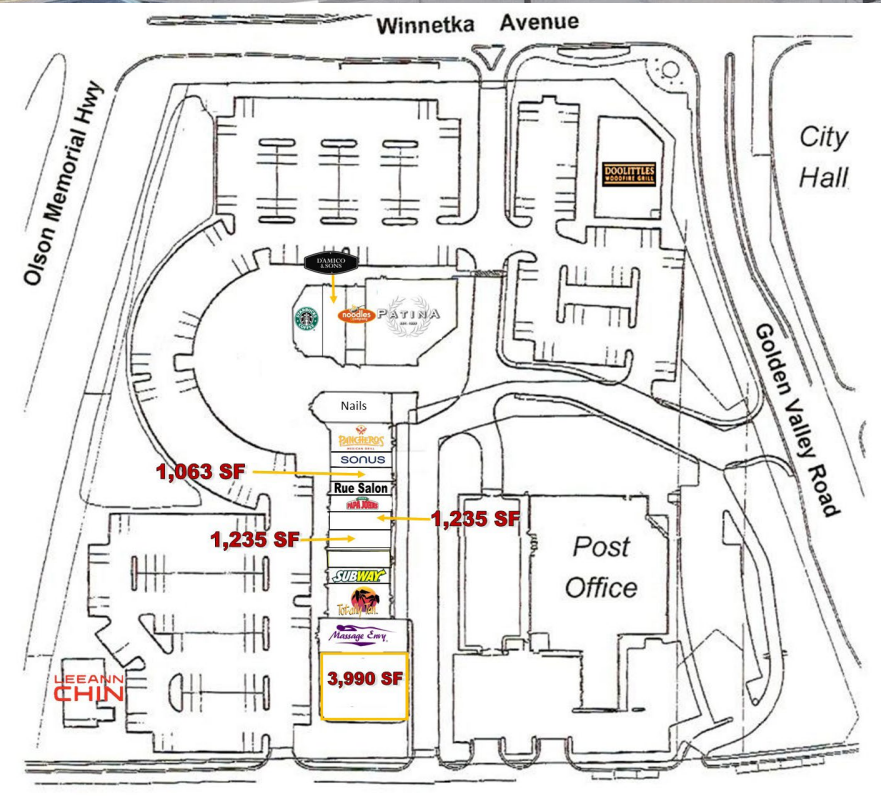 Winnetka Avenue
Olson Memorial Hwy
City
Hall
DOOLITTLES
WOODFIRE GRILL
D'AMICO
& SONS
noodles
PATINA
Golden Valley Road
Nails
PANCHEROS
MEXICAN GRILL
SONUS
1,063 SF
Rue Salon
PAPA JOHNS
1,235 SF
1,235 SF
Post
Office
SUBWAY
Massage Envy
LEEANN
CHIN
3,990 SF